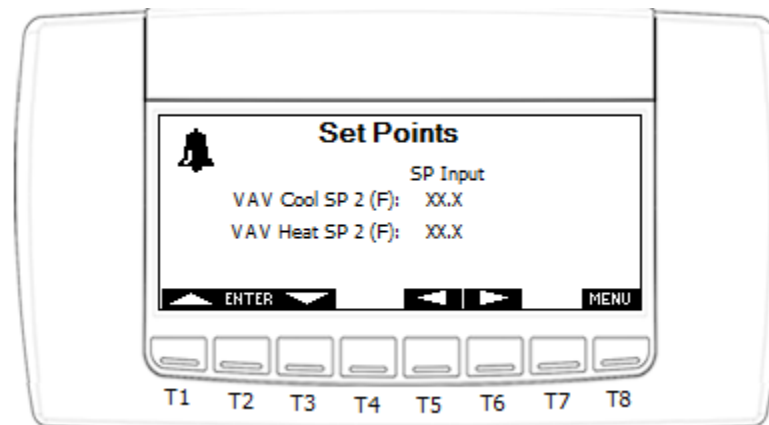 Set Points
SP Input
VAV Cool SP 2 (F): XX.X
VAV Heat SP 2 (F): XX.X
ENTER MENU
T1 T2 T3 T4 T5 T6 T7 T8